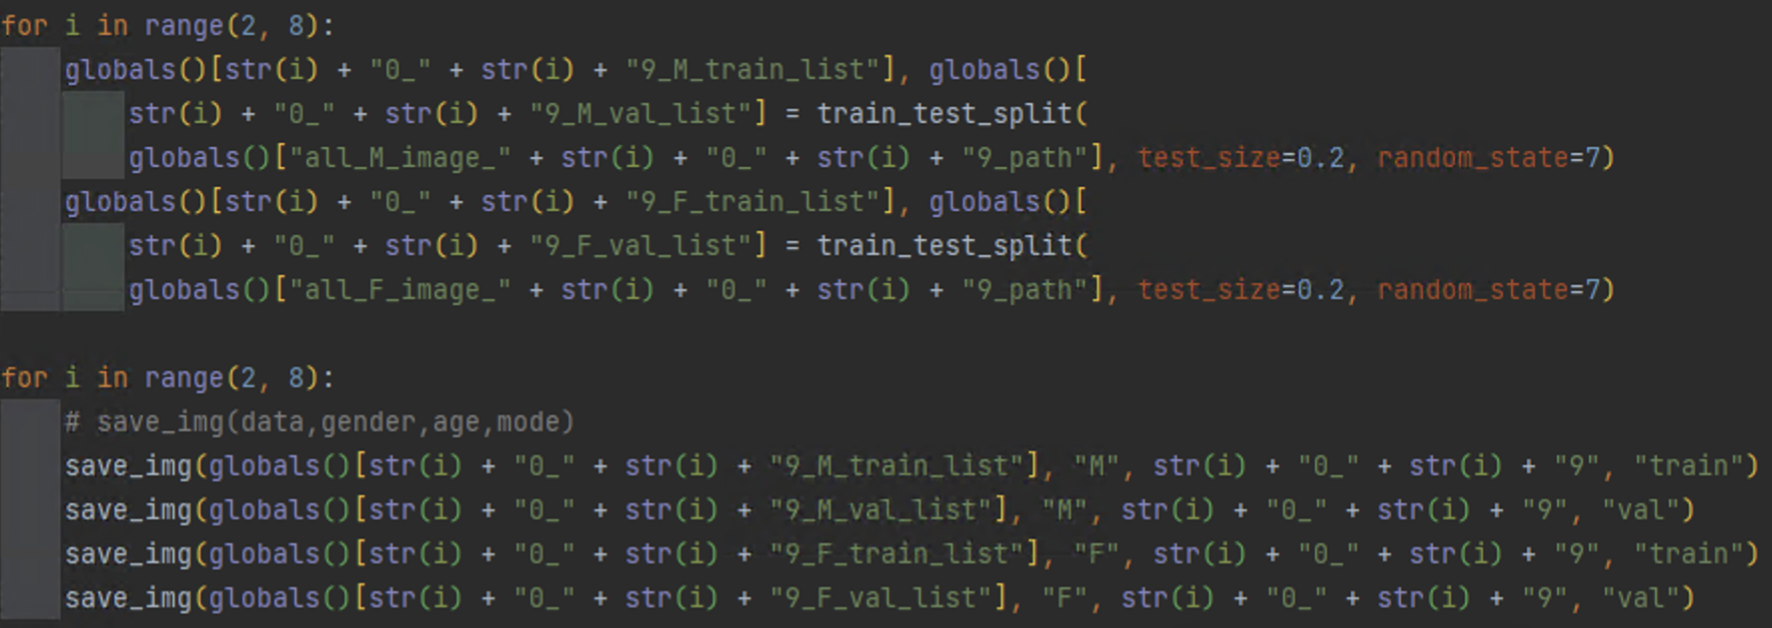 for i in range(2, 8):
    globals()[str(i) + "0_" + str(i) + "9_M_train_list"], globals()[
        str(i) + "0_" + str(i) + "9_M_val_list"] = train_test_split(
        globals()["all_M_image_" + str(i) + "0_" + str(i) + "9_path"], test_size=0.2, random_state=7)
    globals()[str(i) + "0_" + str(i) + "9_F_train_list"], globals()[
        str(i) + "0_" + str(i) + "9_F_val_list"] = train_test_split(
        globals()["all_F_image_" + str(i) + "0_" + str(i) + "9_path"], test_size=0.2, random_state=7)

for i in range(2, 8):
    # save_img(data,gender,age,mode)
    save_img(globals()[str(i) + "0_" + str(i) + "9_M_train_list"], "M", str(i) + "0_" + str(i) + "9", "train")
    save_img(globals()[str(i) + "0_" + str(i) + "9_M_val_list"], "M", str(i) + "0_" + str(i) + "9", "val")
    save_img(globals()[str(i) + "0_" + str(i) + "9_F_train_list"], "F", str(i) + "0_" + str(i) + "9", "train")
    save_img(globals()[str(i) + "0_" + str(i) + "9_F_val_list"], "F", str(i) + "0_" + str(i) + "9", "val")